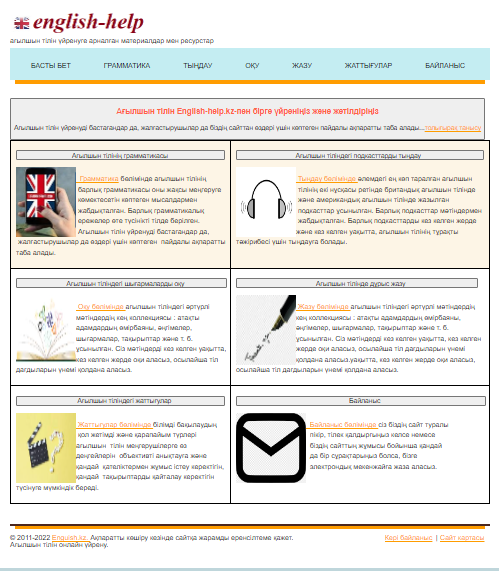 english-help
ағылшын тілін үйренуге арналған материалдар мен ресурстар
БАСТЫ БЕТ ГРАММАТИКА ТЫҢДАУ ОҚУ ЖАЗУ ЖАТТЫҒУЛАР БАЙЛАНЫС
Ағылшын тілін English-help.kz-пен бірге үйреніңіз және жетілдіріңіз
Ағылшын тілін үйренуді бастағандар да, жалғастырушылар да біздің сайттан өздері үшін көптеген пайдалы ақпаратты таба алады...толығырақ танысу
Ағылшын тілінің грамматикасы
Грамматика бөлімінде ағылшын тілінің
барлық грамматикасы оны жақсы меңгеруге
көмектесетін көптеген мысалдармен
жабдықталған. Барлық грамматикалық
ережелер өте түсінікті тілде берілген.
Ағылшын тілін үйренуді бастағандар да,
жалғастырушылар да өздері үшін көптеген пайдалы ақпаратты
таба алады.
Ағылшын тіліндегі подкасттарды тыңдау
Тыңдау бөлімінде әлемдегі ең көп таралған ағылшын
тілінің екі нұсқасы ретінде британдық ағылшын тілінде
және американдық ағылшын тілінде жазылған
подкасттар ұсынылған. Барлық подкасттар мәтіндермен
жабдықталған. Барлық подкасттарды кез келген жерде
және кез келген уақытта, ағылшын тілінің тұрақты
тәжірибесі үшін тыңдауға болады.
Ағылшын тіліндегі шығармаларды оқу
Оқу бөлімінде ағылшын тіліндегі әртүрлі
мәтіндердің кең коллекциясы : атақты
адамдардың өмірбаяны, әңгімелер,
шығармалар, тақырыптар және т. б.
ұсынылған. Сіз мәтіндерді кез келген уақытта,
кез келген жерде оқи аласыз, осылайша тіл
дағдыларын үнемі қолдана аласыз.
Ағылшын тілінде дұрыс жазу
Жазу бөлімінде ағылшын тіліндегі әртүрлі мәтіндердің
кең коллекциясы : атақты адамдардың өмірбаяны,
әңгімелер, шығармалар, тақырыптар және т. б.
ұсынылған. Сіз мәтіндерді кез келген уақытта, кез келген
жерде оқи аласыз, осылайша тіл дағдыларын үнемі
қолдана аласыз.уақытта, кез келген жерде оқи аласыз,
осылайша тіл дағдыларын үнемі қолдана аласыз.
Ағылшын тіліндегі жаттығулар
Жаттығулар бөлімінде білімді бақылаудың
қол жетімді және қарапайым түрлері
ағылшын тілін меңгерушілерге өз
деңгейлерін объективті анықтауға және
қандай қателіктермен жұмыс істеу керектігін,
қандай тақырыптарды қайталау керектігін
түсінуге мүмкіндік береді.
Байланыс
Байланыс бөлімінде сіз біздің сайт туралы
пікір, тілек қалдырғыңыз келсе немесе
біздің сайттың жұмысы бойынша қандай
да бір сұрақтарыңыз болса, бізге
электрондық мекенжайға жаза аласыз.
© 2011-2022 Enguish.kz. Ақпаратты көшіру кезінде сайтқа жарамды еренсілтеме қажет. Кері байланыс | Сайт картасы
Ағылшын тілін онлайн үйрену.